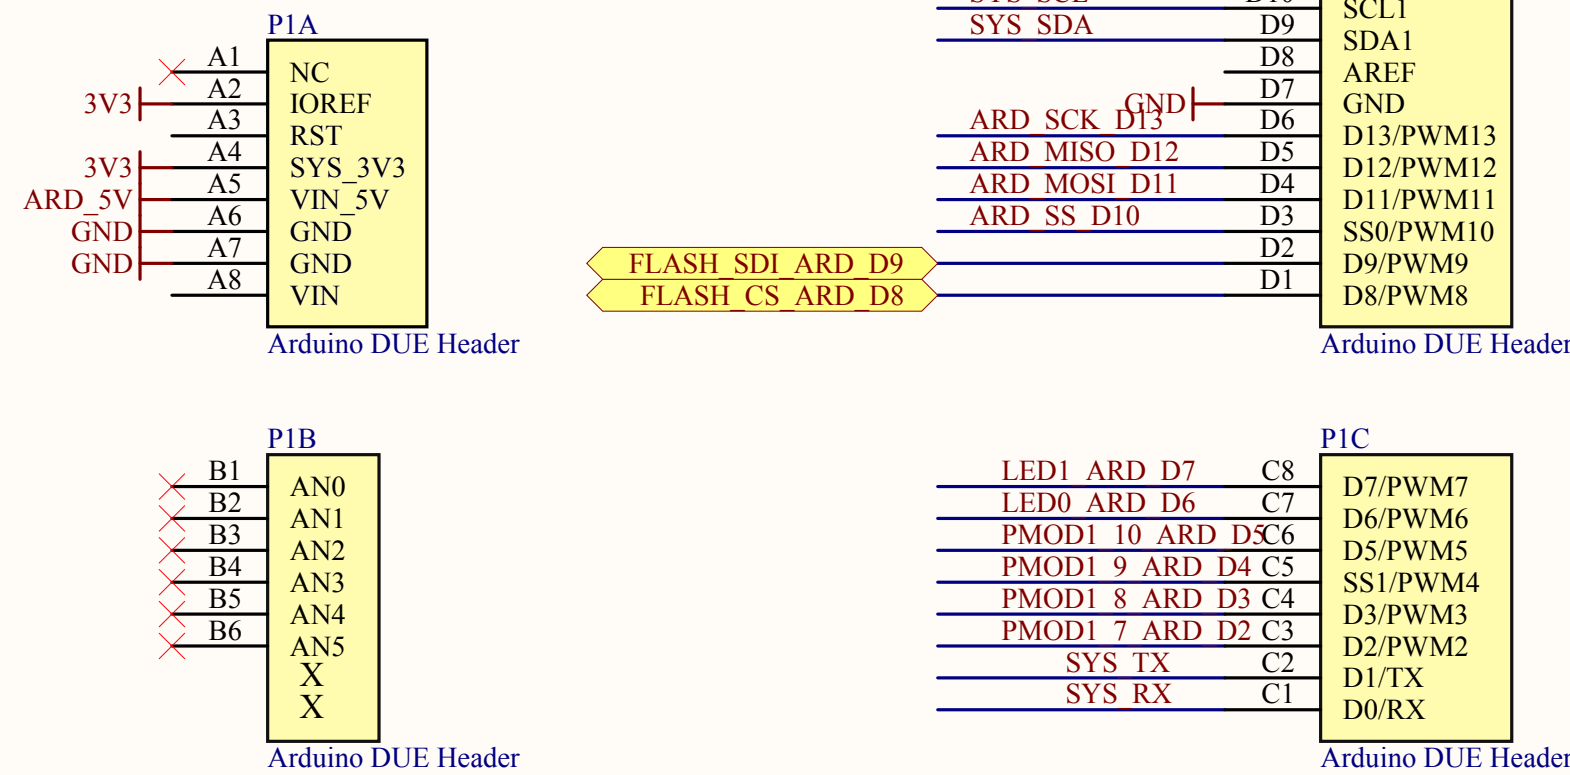 P1A
A1 NC
3V3 A2 IOREF
A3 RST
3V3 A4 SYS_3V3
ARD_5V A5 VIN_5V
GND A6 GND
GND A7 GND
A8 VIN
Arduino DUE Header
SCL1
SYS_SDA D9 SDA1
D8 AREF
GND D7 GND
ARD_SCK_D13 D6 D13/PWM13
ARD_MISO_D12 D5 D12/PWM12
ARD_MOSI_D11 D4 D11/PWM11
ARD_SS_D10 D3 SS0/PWM10
FLASH_SDI_ARD_D9 D2 D9/PWM9
FLASH_CS_ARD_D8 D1 D8/PWM8
Arduino DUE Header
P1B
B1 AN0
B2 AN1
B3 AN2
B4 AN3
B5 AN4
B6 AN5
X
X
Arduino DUE Header
P1C
LED1_ARD_D7 C8 D7/PWM7
LED0_ARD_D6 C7 D6/PWM6
PMOD1_10_ARD_D5 C6 D5/PWM5
PMOD1_9_ARD_D4 C5 SS1/PWM4
PMOD1_8_ARD_D3 C4 D3/PWM3
PMOD1_7_ARD_D2 C3 D2/PWM2
SYS_TX C2 D1/TX
SYS_RX C1 D0/RX
Arduino DUE Header